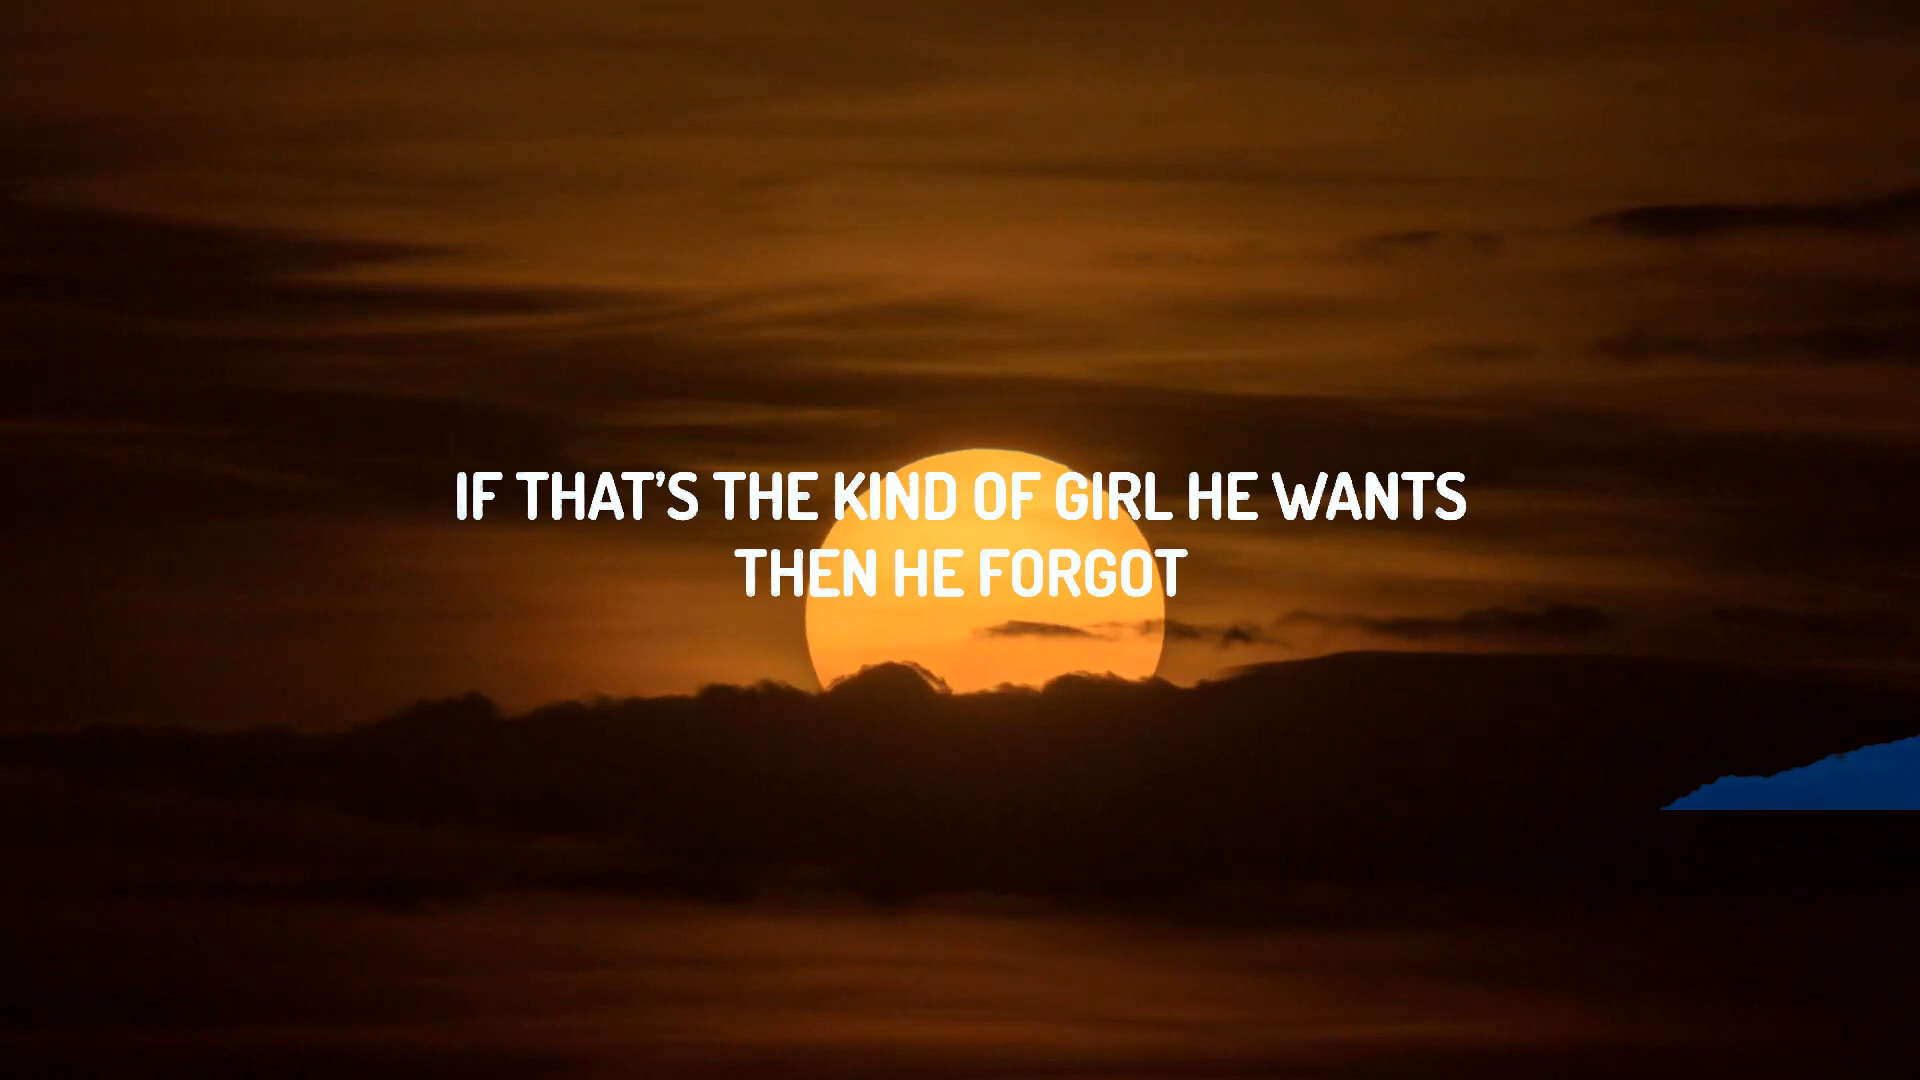 IF THAT’S THE KIND OF GIRL HE WANTS
THEN HE FORGOT